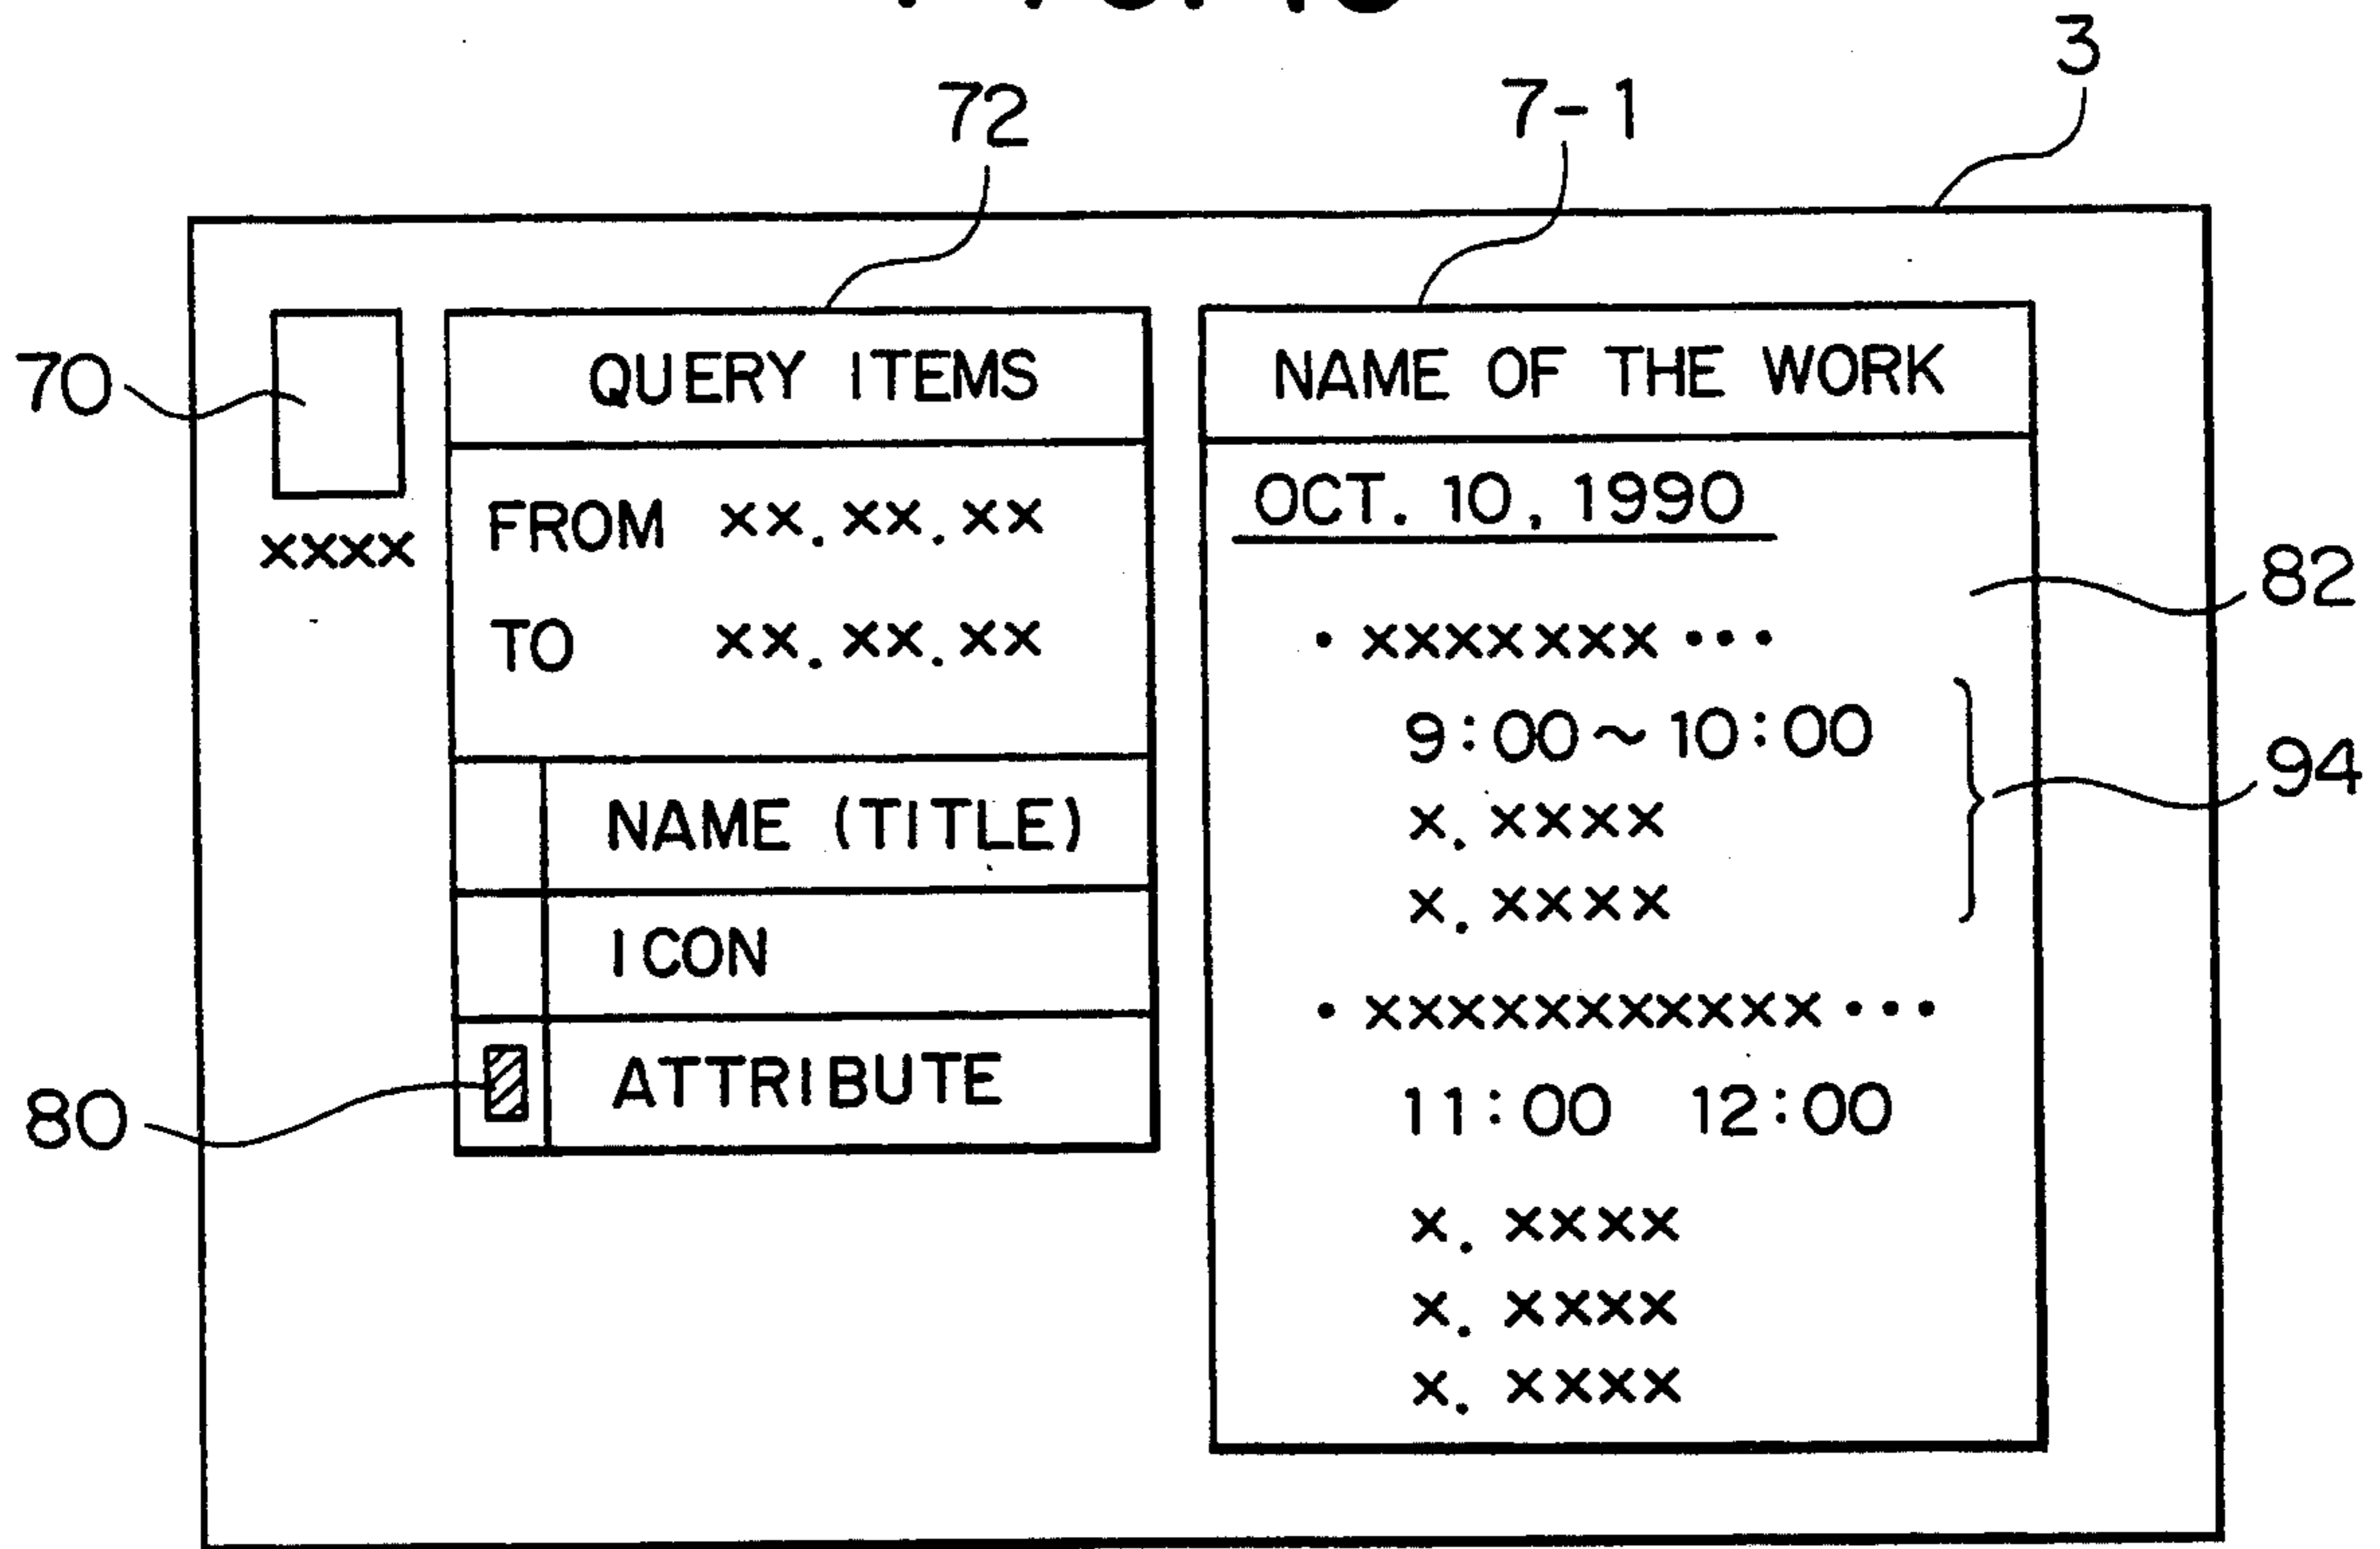 3
72
7-1
70
xxxx
QUERY ITEMS
FROM xx.xx.xx
TO xx.xx.xx
NAME (TITLE)
ICON
80
ATTRIBUTE
NAME OF THE WORK
OCT. 10, 1990
82
• xxxxxxx •••
9:00~10:00
94
x. xxxx
x. xxxx
• xxxxxxxxxxx •••
11:00 12:00
x. xxxx
x. xxxx
x. xxxx